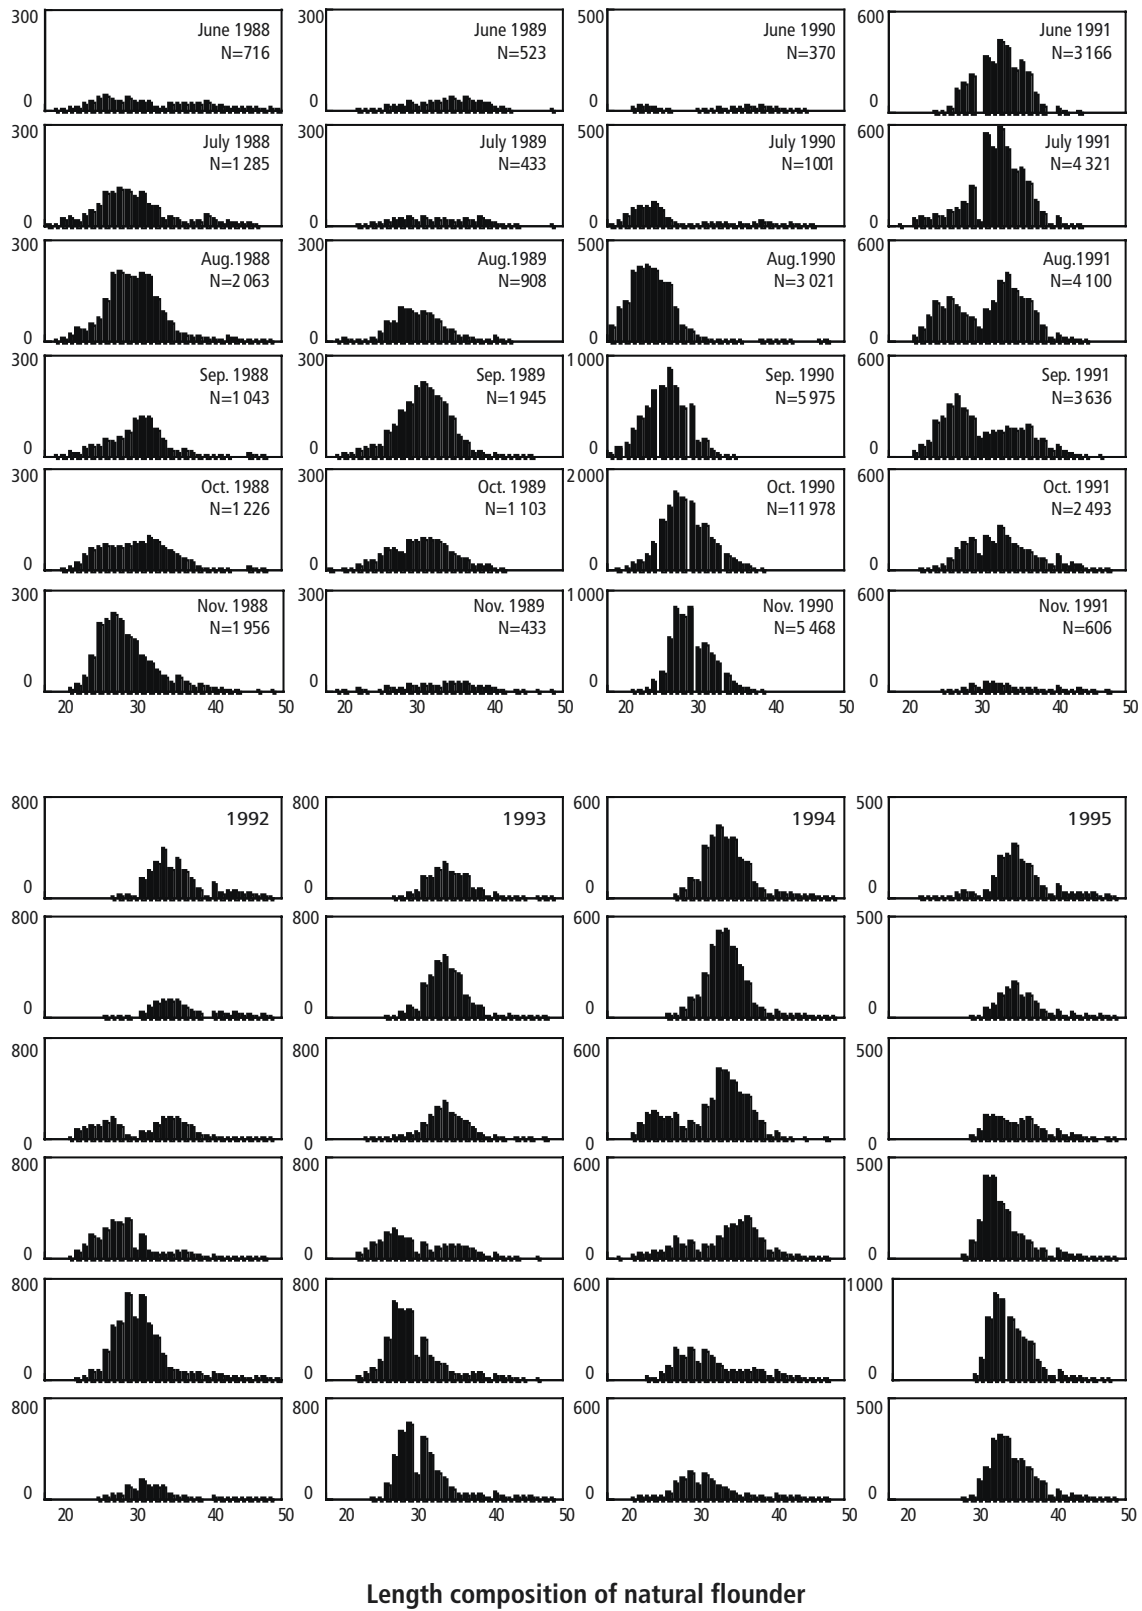 300
June 1988
N=716
0
300
June 1989
N=523
0
500
June 1990
N=370
0
600
June 1991
N=3 166
0
300
July 1988
N=1 285
0
300
July 1989
N=433
0
500
July 1990
N=1001
0
600
July 1991
N=4 321
0
300
Aug.1988
N=2 063
0
300
Aug.1989
N=908
0
500
Aug.1990
N=3 021
0
600
Aug.1991
N=4 100
0
300
Sep. 1988
N=1 043
0
300
Sep. 1989
N=1 945
0
1 000
Sep. 1990
N=5 975
0
600
Sep. 1991
N=3 636
0
300
Oct. 1988
N=1 226
0
300
Oct. 1989
N=1 103
0
2 000
Oct. 1990
N=11 978
0
600
Oct. 1991
N=2 493
0
300
Nov. 1988
N=1 956
0
300
Nov. 1989
N=433
0
1 000
Nov. 1990
N=5 468
0
600
Nov. 1991
N=606
0
20 30 40 50
20 30 40 50
20 30 40 50
20 30 40 50
800
1992
0
800
1993
0
600
1994
0
500
1995
0
800
0
800
0
600
0
500
0
800
0
800
0
600
0
500
0
800
0
800
0
600
0
500
0
800
0
800
0
600
0
1000
0
800
0
800
0
600
0
500
0
20 30 40 50
20 30 40 50
20 30 40 50
20 30 40 50
Length composition of natural flounder